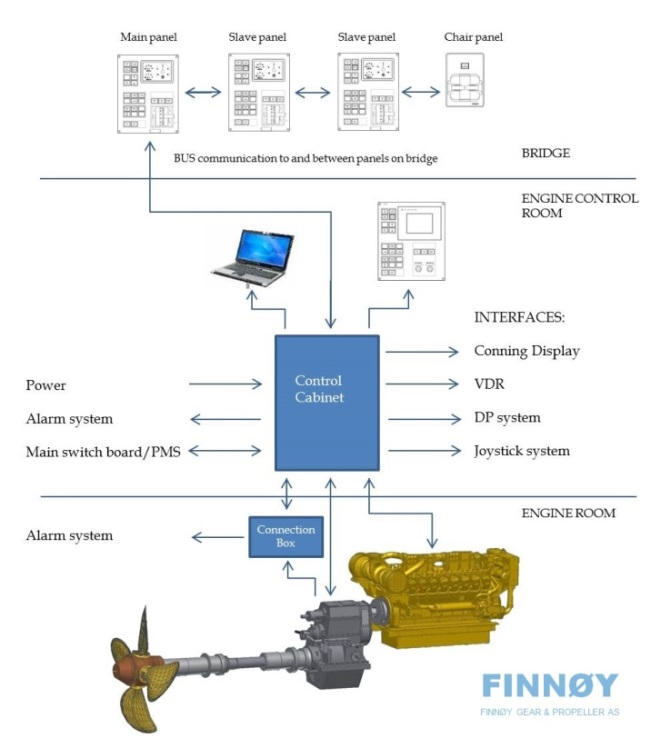 Main panel
Slave panel
Slave panel
Chair panel
BUS communication to and between panels on bridge
BRIDGE
ENGINE CONTROL
ROOM
INTERFACES:
Control
Cabinet
Conning Display
Power
VDR
Alarm system
DP system
Main switch board/PMS
Joystick system
ENGINE ROOM
Alarm system
Connection
Box
FINNØY
FINNØY GEAR & PROPELLER AS